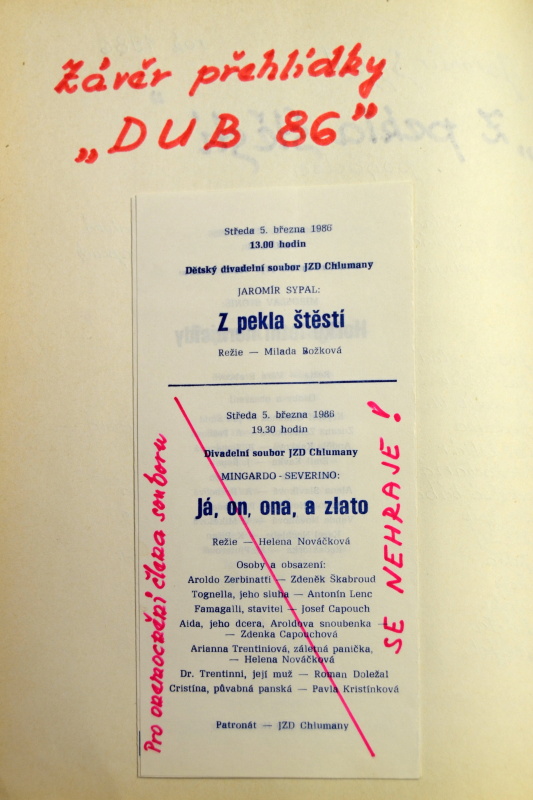 Závěr přehlídky
„DUB 86"
Středa 5. března 1986
13.00 hodin
Dětský divadelní soubor JZD Chlumany
JAROMÍR SYPAL:
Z pekla štěstí
Režie — Milada Božková
Středa 5. března 1986
19.30 hodin
Divadelní soubor JZD Chlumany
MINGARDO - SEVERINO:
Já, on, ona, a zlato
Režie — Helena Nováčková
Osoby a obsazení:
Aroldo Zerbinatti — Zdeněk Škabroud
Tognella, jeho sluha — Antonín Lenc
Famagalli, stavitel — Josef Capouch
Aida, jeho dcera, Aroldova snoubenka —
— Zdenka Capouchová
Arianna Trentiniová, záletná panička,
— Helena Nováčková
Dr. Trentinni, její muž — Roman Doležal
Cristina, půvabná panská — Pavla Kristínková
Patronát — JZD Chlumany
Pro onemocnění člena souboru
SE NEHRAJE!